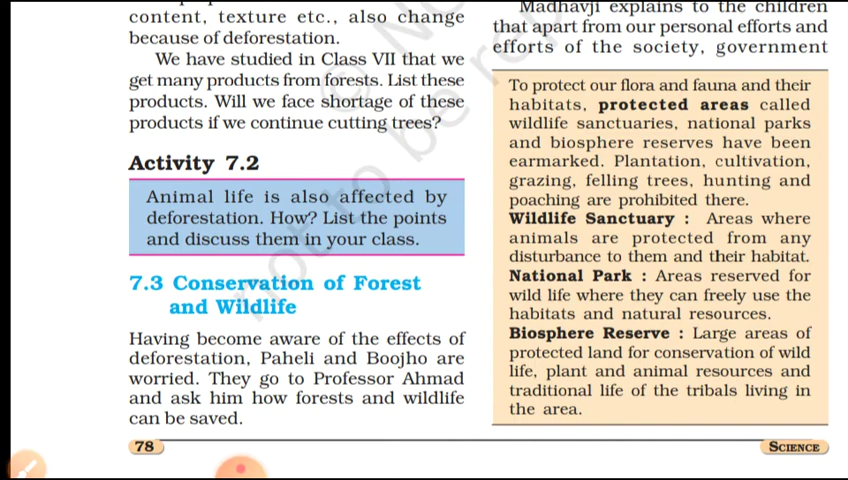 content, texture etc., also change
because of deforestation.
We have studied in Class VII that we
get many products from forests. List these
products. Will we face shortage of these
products if we continue cutting trees?
Activity 7.2
Animal life is also affected by
deforestation. How? List the points
and discuss them in your class.
7.3 Conservation of Forest
and Wildlife
Having become aware of the effects of
deforestation, Paheli and Boojho are
worried. They go to Professor Ahmad
and ask him how forests and wildlife
can be saved.
Madhavji explains to the children
that apart from our personal efforts and
efforts of the society, government
To protect our flora and fauna and their
habitats, protected areas called
wildlife sanctuaries, national parks
and biosphere reserves have been
earmarked. Plantation, cultivation,
grazing, felling trees, hunting and
poaching are prohibited there.
Wildlife Sanctuary : Areas where
animals are protected from any
disturbance to them and their habitat.
National Park : Areas reserved for
wild life where they can freely use the
habitats and natural resources.
Biosphere Reserve : Large areas of
protected land for conservation of wild
life, plant and animal resources and
traditional life of the tribals living in
the area.
78
SCIENCE
not to be re